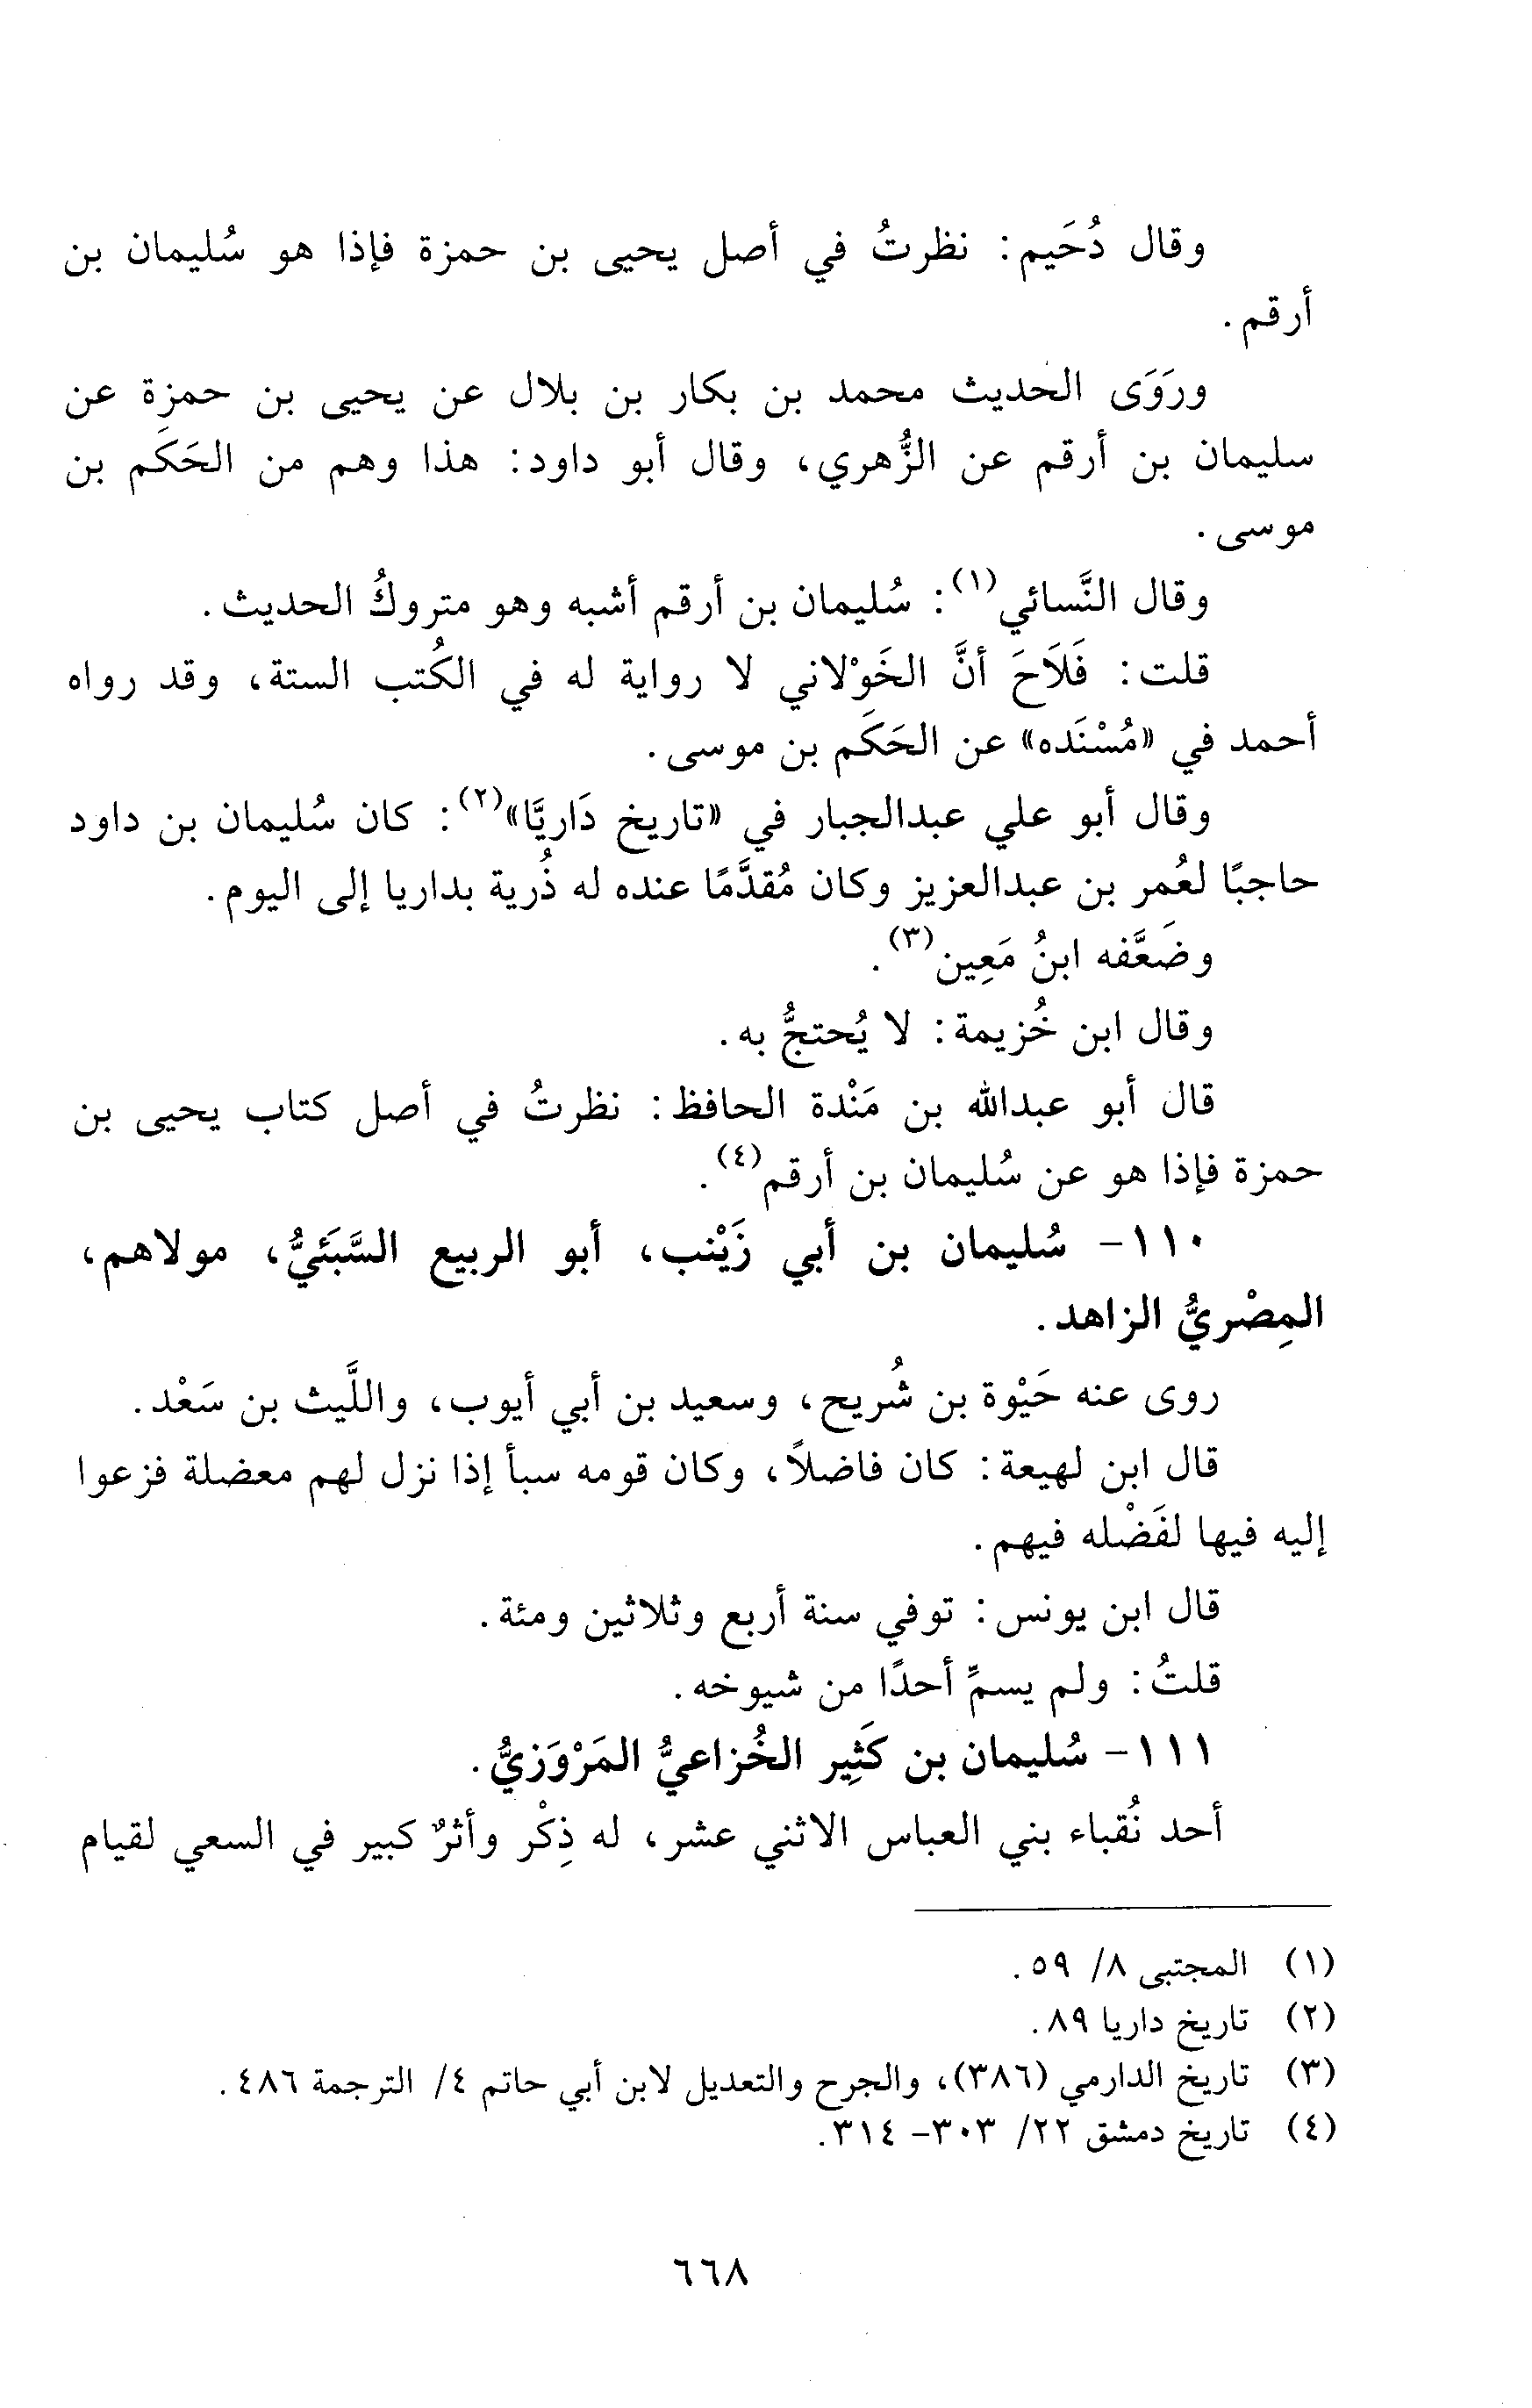 وقال دُحَيم: نظرتُ في أصل يحيى بن حمزة فإذا هو سُليمان بن
أرقم.
ورَوَى الحديث محمد بن بكار بن بلال عن يحيى بن حمزة عن
سليمان بن أرقم عن الزُّهري، وقال أبو داود: هذا وهم من الحَكَم بن
موسى.
وقال النَّسائي(١): سُليمان بن أرقم أشبه وهو متروكُ الحديث.
قلت: فَلَاحَ أنَّ الخَوْلاني لا رواية له في الكُتب الستة، وقد رواه
أحمد في «مُسْنَده» عن الحَكَم بن موسى.
وقال أبو علي عبدالجبار في «تاريخ دَاريَّا»(٢): كان سُليمان بن داود
حاجبًا لعُمر بن عبدالعزيز وكان مُقدَّمًا عنده له ذُرية بداريا إلى اليوم.
وضَعَّفه ابنُ مَعِين(٣).
وقال ابن خُزيمة: لا يُحتجُّ به.
قال أبو عبدالله بن مَنْدة الحافظ: نظرتُ في أصل كتاب يحيى بن
حمزة فإذا هو عن سُليمان بن أرقم(٤).
١١٠- سُليمان بن أبي زَيْنب، أبو الربيع السَّبَئيُّ، مولاهم،
المِصْريُّ الزاهد.
روى عنه حَيْوة بن شُريح، وسعيد بن أبي أيوب، واللَّيث بن سَعْد.
قال ابن لهيعة: كان فاضلاً، وكان قومه سبأ إذا نزل لهم معضلة فزعوا
إليه فيها لفَضْله فيهم.
قال ابن يونس: توفي سنة أربع وثلاثين ومئة.
قلتُ: ولم يسمِّ أحدًا من شيوخه.
١١١- سُليمان بن كَثِير الخُزاعيُّ المَرْوَزيُّ.
أحد نُقباء بني العباس الاثني عشر، له ذِكْر وأثرٌ كبير في السعي لقيام
(١) المجتبى ٨/ ٥٩.
(٢) تاريخ داريا ٨٩.
(٣) تاريخ الدارمي (٣٨٦)، والجرح والتعديل لابن أبي حاتم ٤/ الترجمة ٤٨٦.
(٤) تاريخ دمشق ٢٢/ ٣٠٣- ٣١٤.
٦٦٨